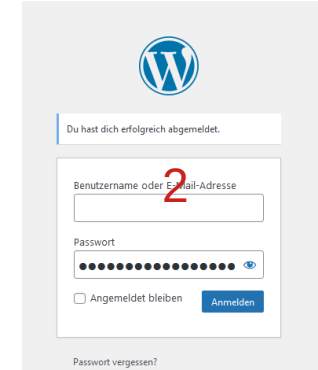 Du hast dich erfolgreich abgemeldet.
2
Benutzername oder E-Mail-Adresse
Passwort
●●●●●●●●●●●●●●●●●
Angemeldet bleiben
Anmelden
Passwort vergessen?